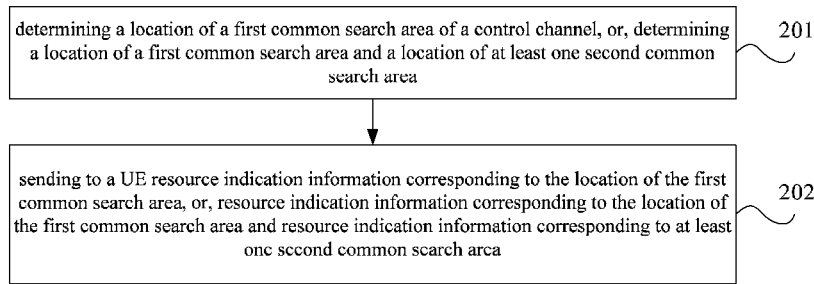 determining a location of a first common search area of a control channel, or, determining
a location of a first common search area and a location of at least one second common
search area
201
sending to a UE resource indication information corresponding to the location of the first
common search area, or, resource indication information corresponding to the location of
the first common search area and resource indication information corresponding to at least
one second common search area
202